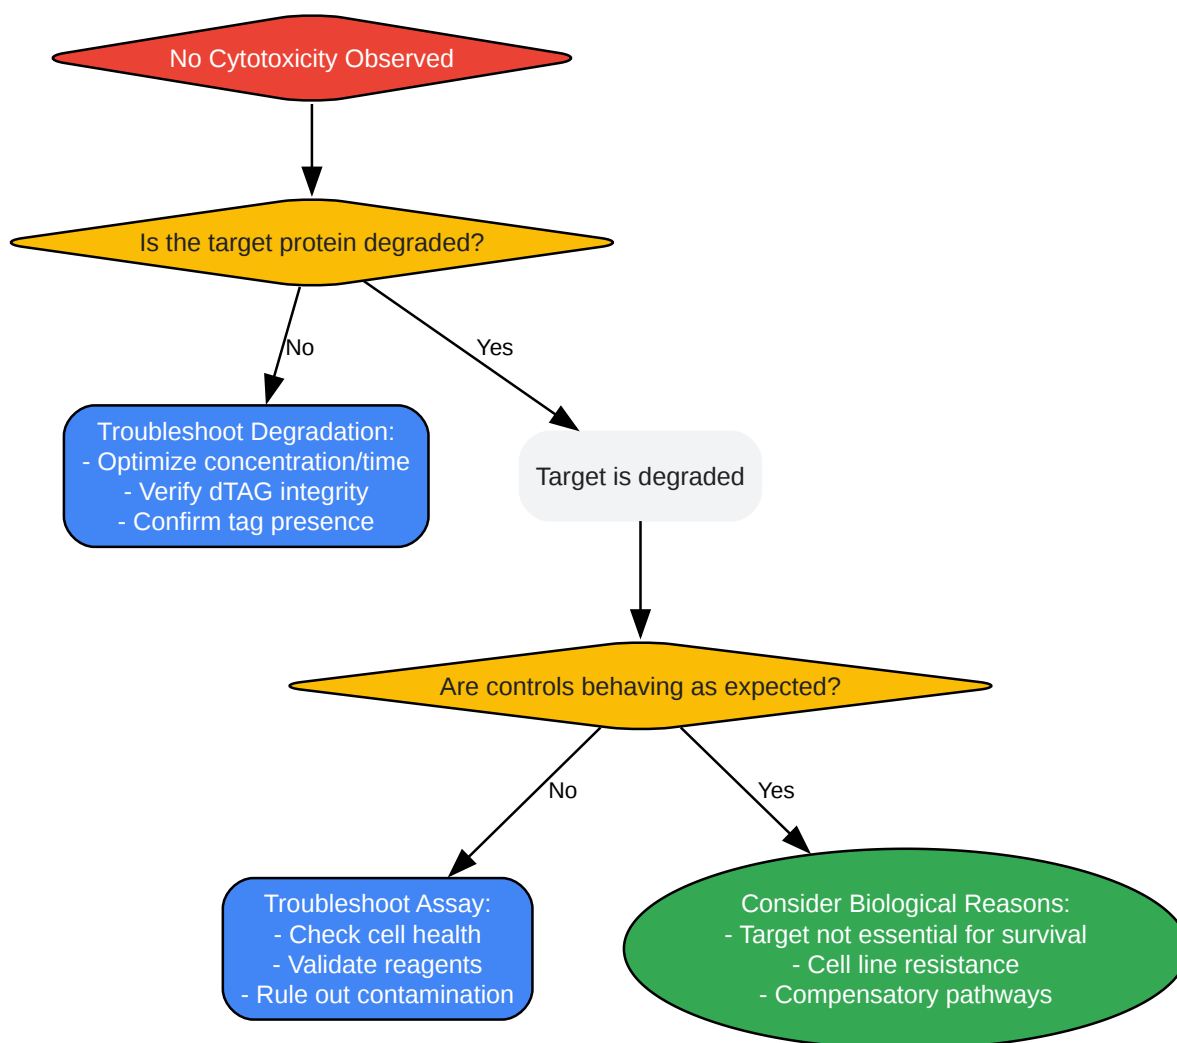 No Cytotoxicity Observed
Is the target protein degraded?
No
Yes
Troubleshoot Degradation:
- Optimize concentration/time
- Verify dTAG integrity
- Confirm tag presence
Target is degraded
Are controls behaving as expected?
No
Yes
Troubleshoot Assay:
- Check cell health
- Validate reagents
- Rule out contamination
Consider Biological Reasons:
- Target not essential for survival
- Cell line resistance
- Compensatory pathways